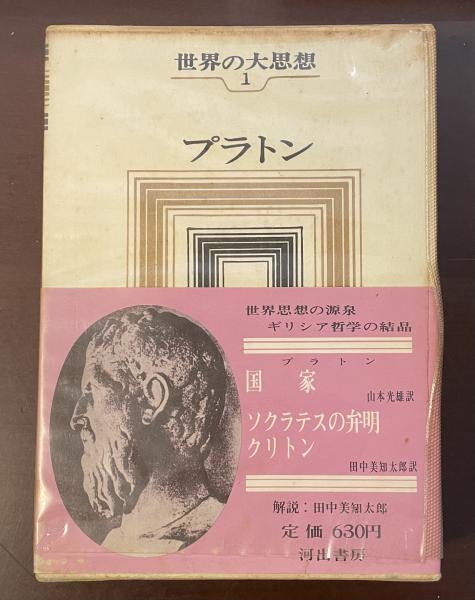 世界の大思想
1
プラトン
世界思想の源泉
ギリシア哲学の結晶
プラトン
国家
山本光雄訳
ソクラテスの弁明
クリトン
田中美知太郎訳
解説：田中美知太郎
定価 630円
河出書房